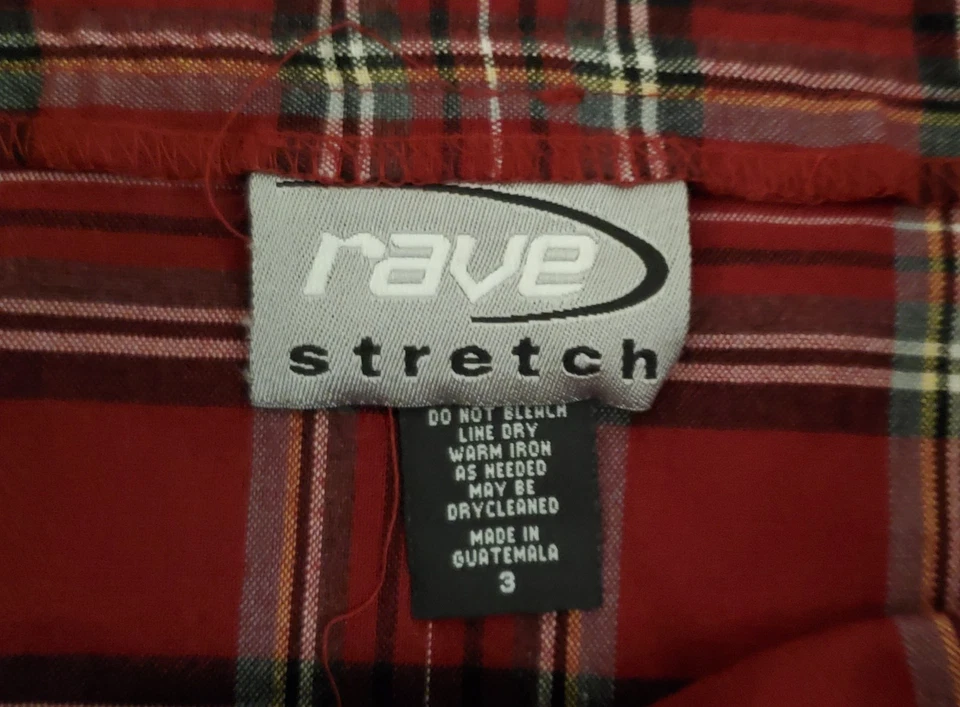 rave
stretch
DO NOT BLEACH
LINE DRY
WARM IRON
AS NEEDED
MAY BE
DRYCLEANED
MADE IN
GUATEMALA
3